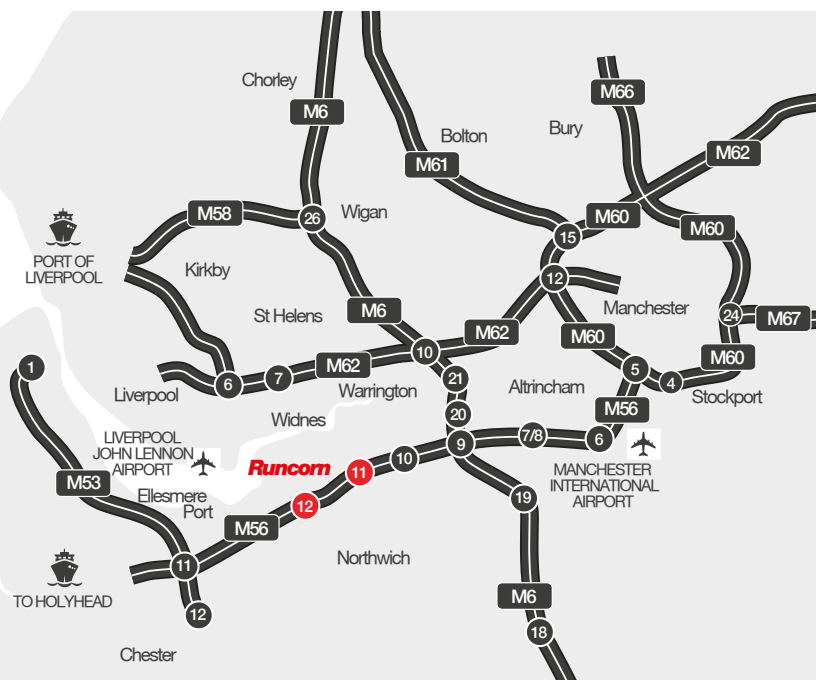 Chorley
M6
M66
Bury
Bolton
M61
M62
M58
26
Wigan
M60
15
M60
PORT OF
LIVERPOOL
Kirkby
12
Manchester
St Helens
M6
24
M67
M62
M60
10
M62
M60
1
5
4
6
7
21
Liverpool
Warrington
Altrincham
Stockport
M56
Widnes
20
7/8
6
LIVERPOOL
JOHN LENNON
AIRPORT
9
Runcorn
11
10
MANCHESTER
INTERNATIONAL
AIRPORT
M53
Ellesmere
Port
19
12
M56
Northwich
11
TO HOLYHEAD
M6
12
18
Chester